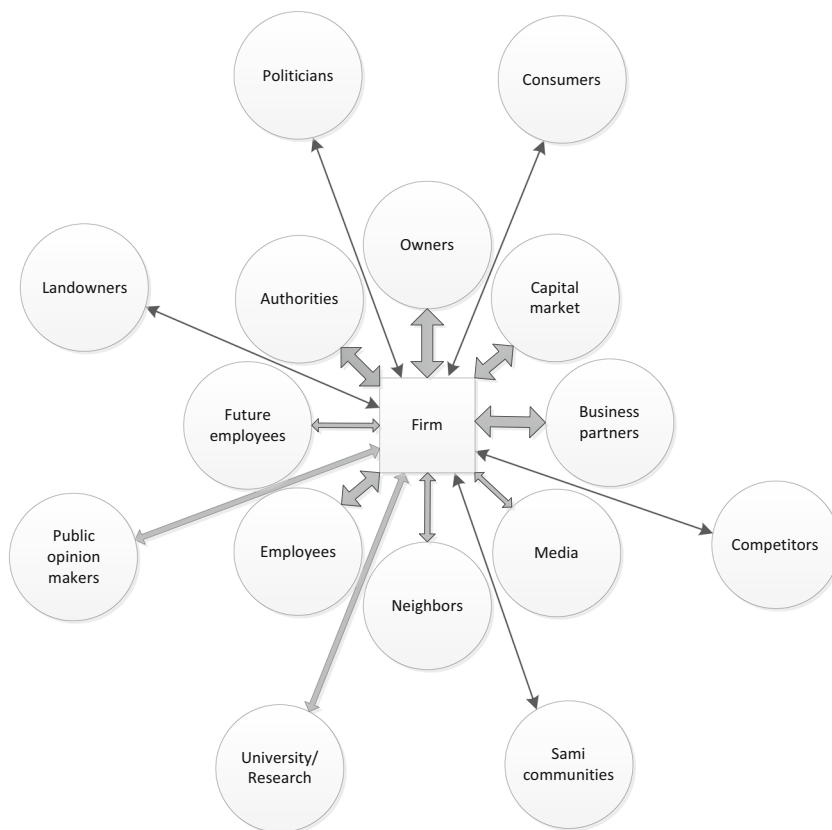 Politicians
Consumers
Owners
Landowners
Authorities
Capital
market
Future
employees
Firm
Business
partners
Public
opinion
makers
Employees
Media
Competitors
Neighbors
University/
Research
Sami
communities